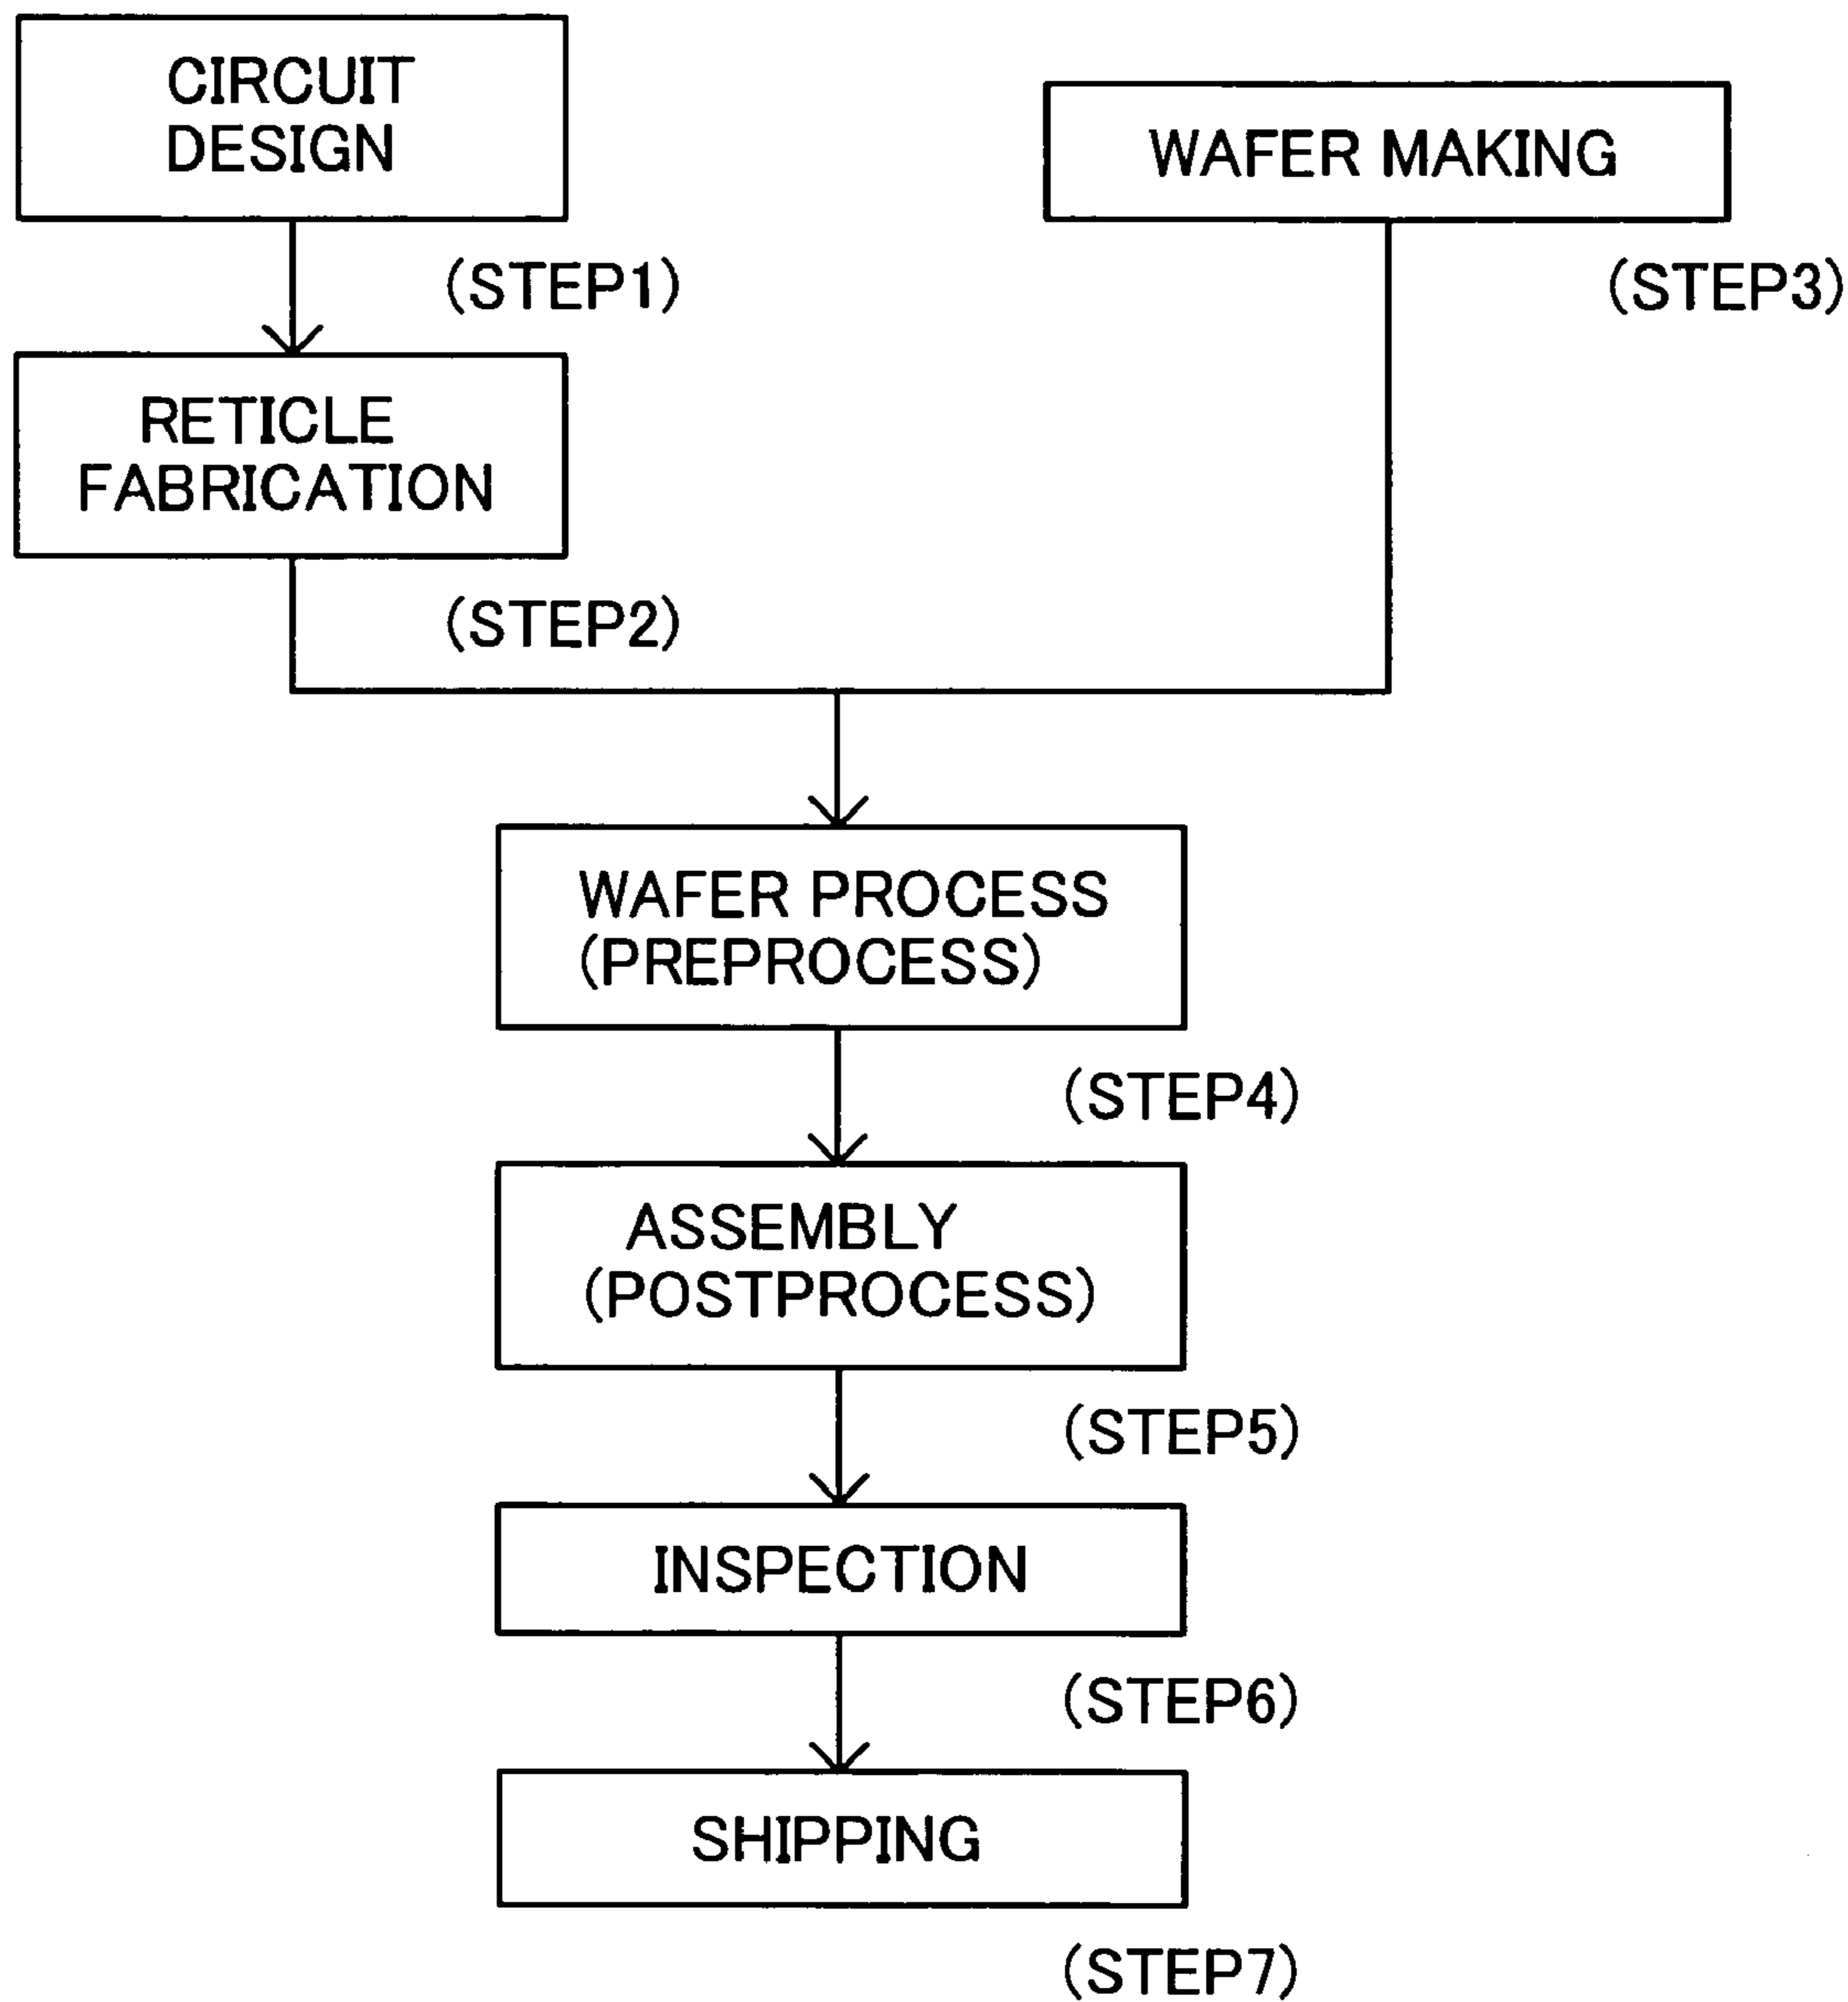 CIRCUIT
DESIGN
(STEP1)
RETICLE
FABRICATION
(STEP2)
WAFER MAKING
(STEP3)
WAFER PROCESS
(PREPROCESS)
(STEP4)
ASSEMBLY
(POSTPROCESS)
(STEP5)
INSPECTION
(STEP6)
SHIPPING
(STEP7)